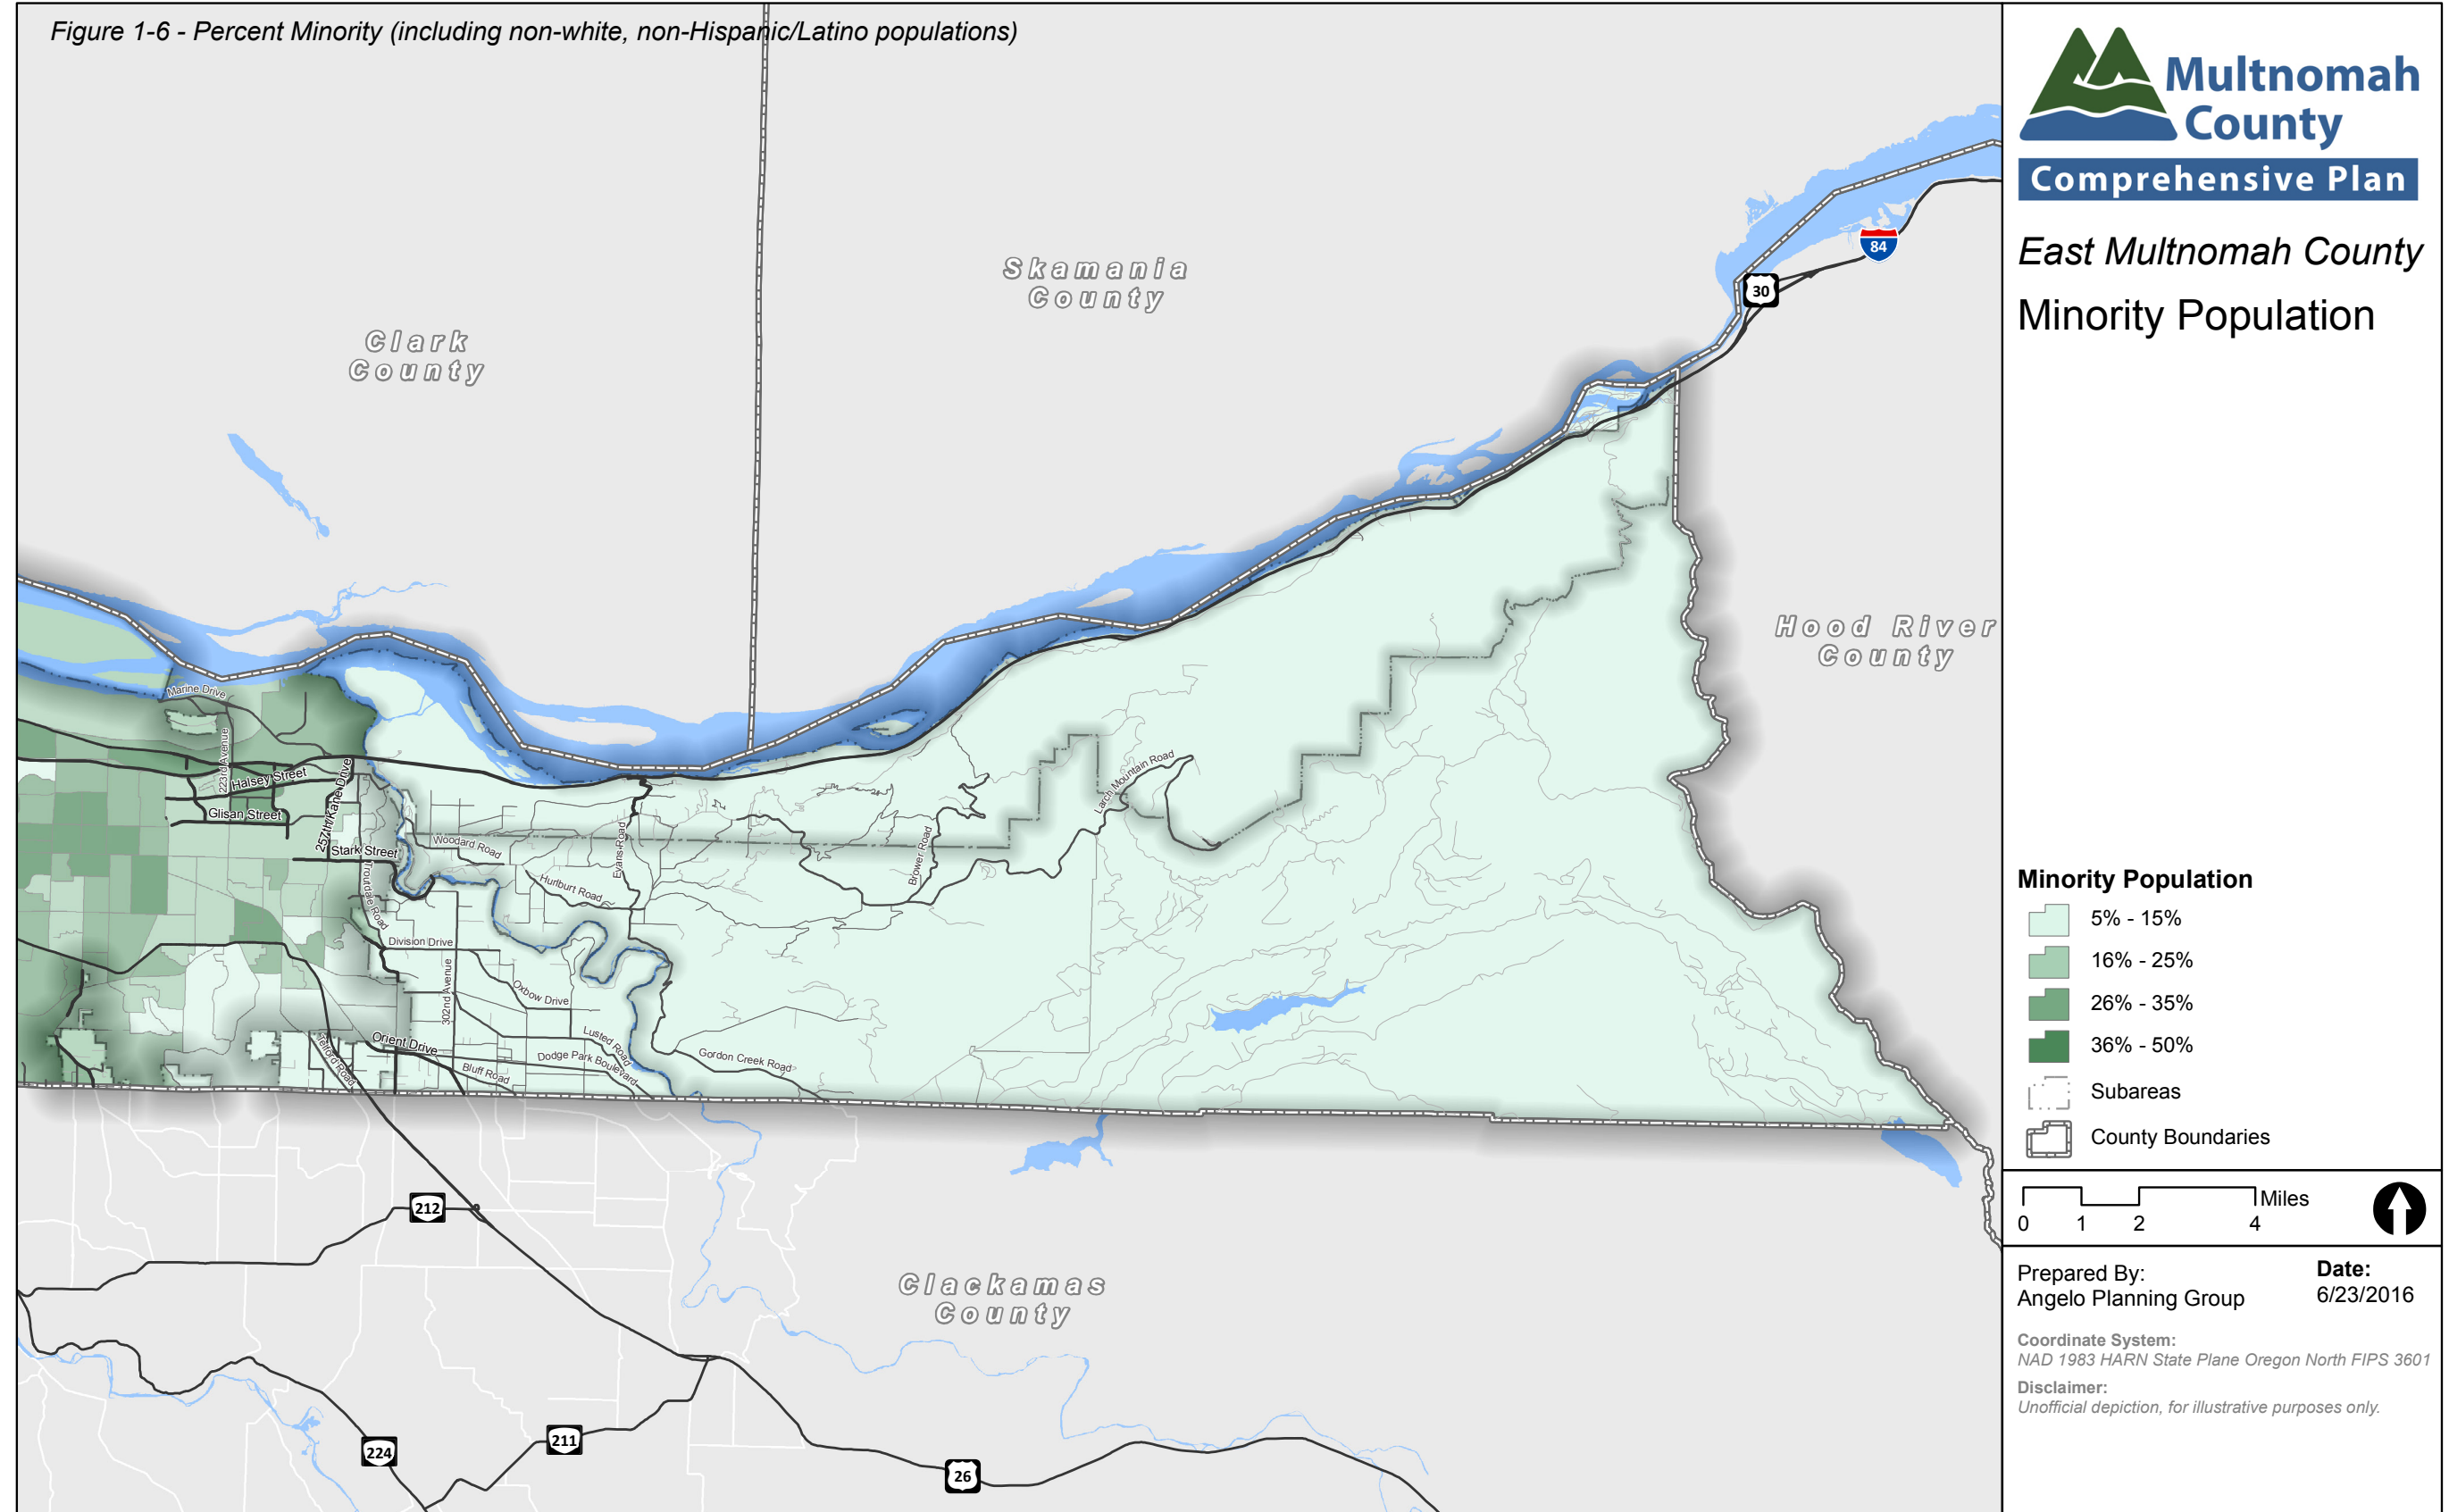 Figure 1-6 - Percent Minority (including non-white, non-Hispanic/Latino populations)
Multnomah
County
Comprehensive Plan
East Multnomah County
Minority Population
Skamania
County
Clark
County
84
30
Hood River
County
Marine Drive
223rd Avenue
Halsey Street
257th/Kane Drive
Glisan Street
Stark Street
Troutdale Road
Woodard Road
Evans Road
Hurlburt Road
Brower Road
Larch Mountain Road
Division Drive
302nd Avenue
Oxbow Drive
Lusted Road
Orient Drive
Telford Road
Dodge Park Boulevard
Bluff Road
Gordon Creek Road
212
Clackamas
County
224
211
26
Minority Population
5% - 15%
16% - 25%
26% - 35%
36% - 50%
Subareas
County Boundaries
Miles
0 1 2 4
Prepared By:
Angelo Planning Group
Date:
6/23/2016
Coordinate System:
NAD 1983 HARN State Plane Oregon North FIPS 3601
Disclaimer:
Unofficial depiction, for illustrative purposes only.